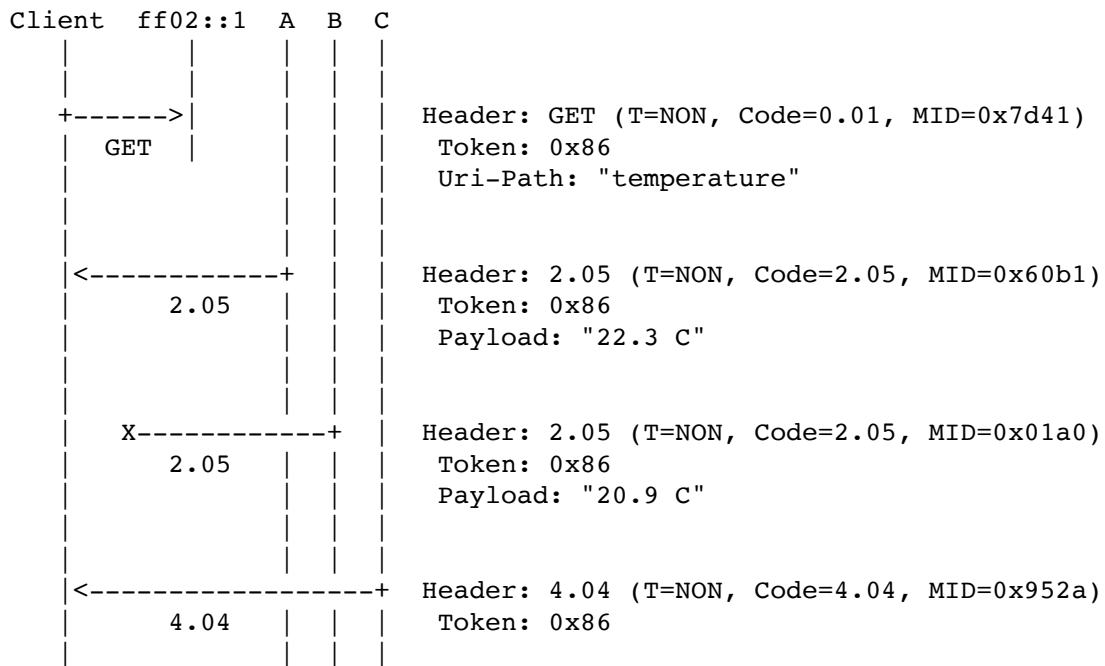 Client ff02::1 A B C
Header: GET (T=NON, Code=0.01, MID=0x7d41)
GET Token: 0x86
Uri-Path: "temperature"
Header: 2.05 (T=NON, Code=2.05, MID=0x60b1)
2.05 Token: 0x86
Payload: "22.3 C"
X Header: 2.05 (T=NON, Code=2.05, MID=0x01a0)
2.05 Token: 0x86
Payload: "20.9 C"
Header: 4.04 (T=NON, Code=4.04, MID=0x952a)
4.04 Token: 0x86